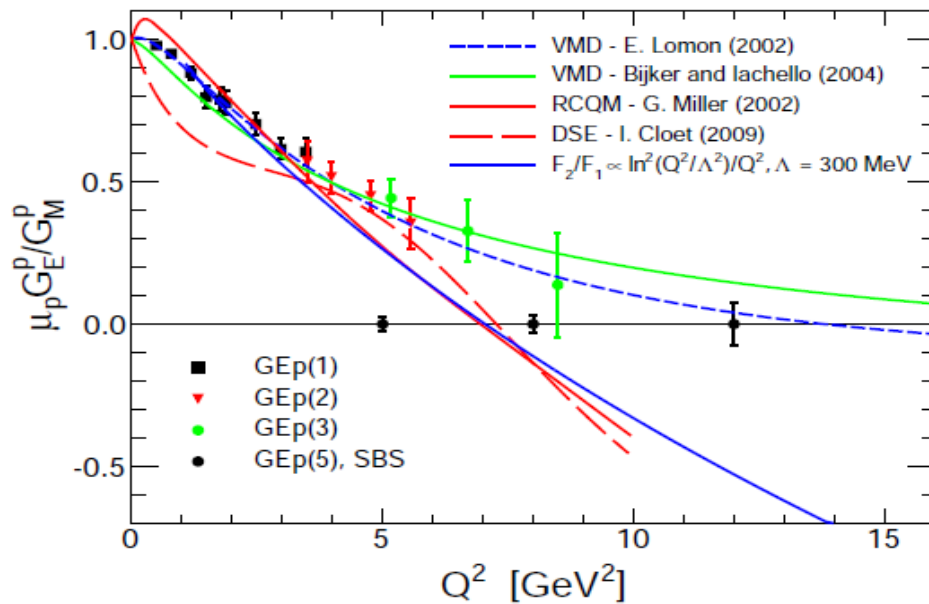 VMD - E. Lomon (2002)
VMD - Bijker and Iachello (2004)
RCQM - G. Miller (2002)
DSE - I. Cloet (2009)
F₂/F₁ ∝ ln²(Q²/Λ²)/Q², Λ = 300 MeV
1.0
0.5
0.0
-0.5
μₚGᴱᵖ/Gᴹᵖ
GEp(1)
GEp(2)
GEp(3)
GEp(5), SBS
0
5
10
15
Q² [GeV²]